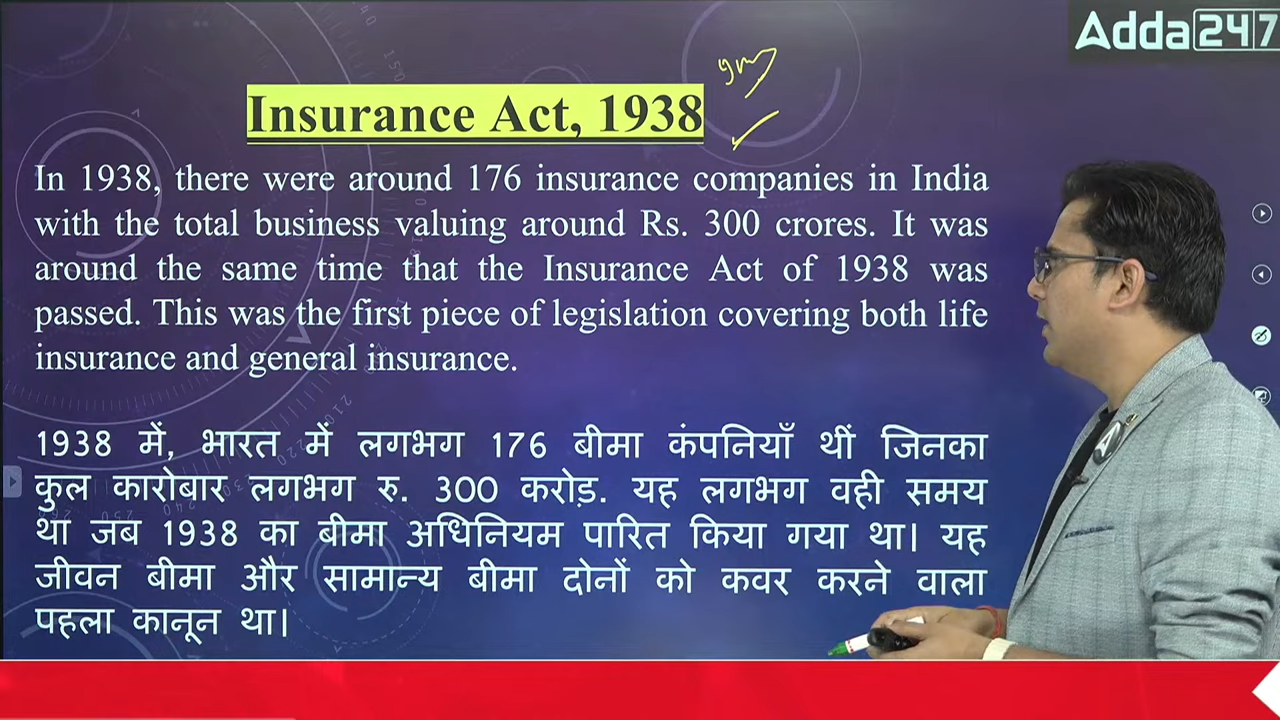 Adda247
Insurance Act, 1938
In 1938, there were around 176 insurance companies in India
with the total business valuing around Rs. 300 crores. It was
around the same time that the Insurance Act of 1938 was
passed. This was the first piece of legislation covering both life
insurance and general insurance.
1938 में, भारत में लगभग 176 बीमा कंपनियाँ थीं जिनका
कुल कारोबार लगभग रु. 300 करोड़. यह लगभग वही समय
था जब 1938 का बीमा अधिनियम पारित किया गया था। यह
जीवन बीमा और सामान्य बीमा दोनों को कवर करने वाला
पहला कानून था।